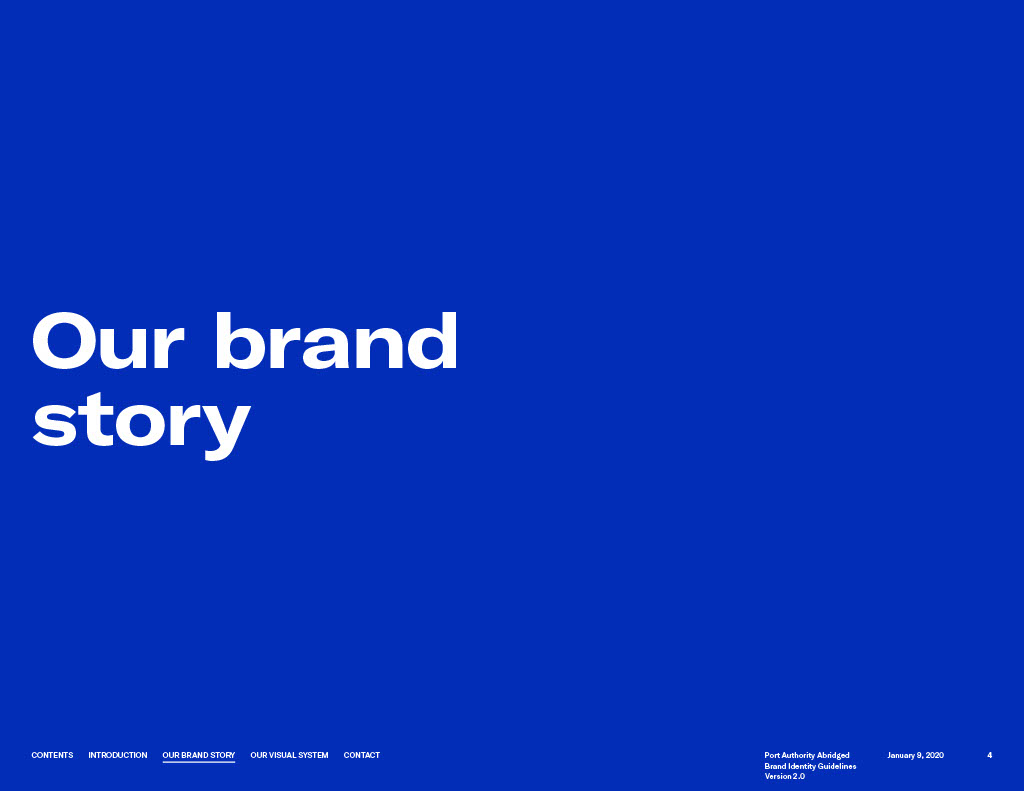 Our brand
story
CONTENTS INTRODUCTION OUR BRAND STORY OUR VISUAL SYSTEM CONTACT
Port Authority Abridged January 9, 2020 4
Brand Identity Guidelines
Version 2.0